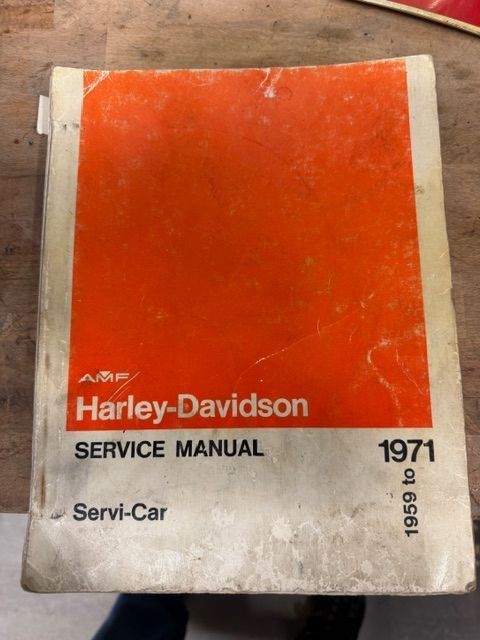 AMF
Harley-Davidson
SERVICE MANUAL
1959 to 1971
Servi-Car